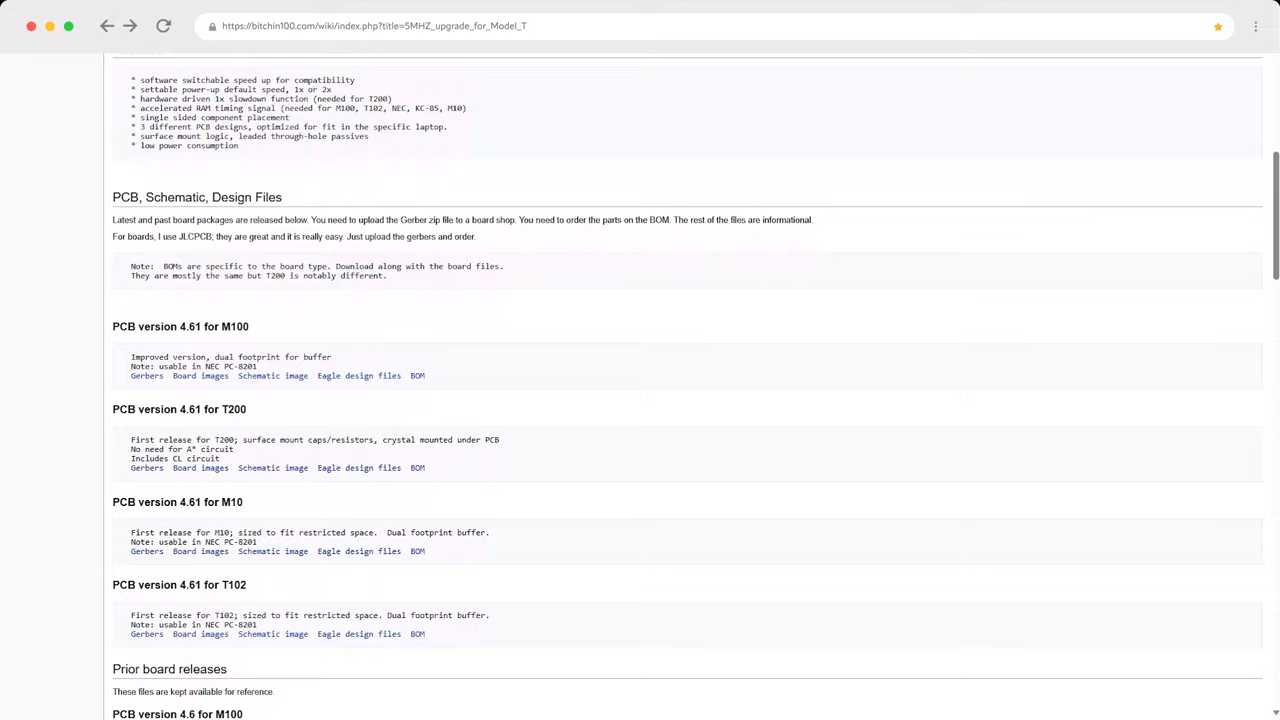 https://bitchin100.com/wiki/index.php?title=5MHZ_upgrade_for_Model_T
* software switchable speed up for compatibility
* settable power-up default speed, 1x or 2x
* hardware driven 1x slowdown function (needed for T200)
* accelerated RAM timing signal (needed for M100, T102, NEC, KC-85, M10)
* single sided component placement
* 3 different PCB designs, optimized for fit in the specific laptop.
* surface mount logic, leaded through-hole passives
* low power consumption
PCB, Schematic, Design Files
Latest and past board packages are released below. You need to upload the Gerber zip file to a board shop. You need to order the parts on the BOM. The rest of the files are informational.
For boards, I use JLCPCB, they are great and it is really easy. Just upload the gerbers and order.
Note: BOMs are specific to the board type. Download along with the board files.
They are mostly the same but T200 is notably different.
PCB version 4.61 for M100
Improved version, dual footprint for buffer
Note: usable in NEC PC-8201
Gerbers Board images Schematic image Eagle design files BOM
PCB version 4.61 for T200
First release for T200; surface mount caps/resistors, crystal mounted under PCB
No need for A* circuit
Includes CL circuit
Gerbers Board images Schematic image Eagle design files BOM
PCB version 4.61 for M10
First release for M10; sized to fit restricted space. Dual footprint buffer.
Note: usable in NEC PC-8201
Gerbers Board images Schematic image Eagle design files BOM
PCB version 4.61 for T102
First release for T102; sized to fit restricted space. Dual footprint buffer.
Note: usable in NEC PC-8201
Gerbers Board images Schematic image Eagle design files BOM
Prior board releases
These files are kept available for reference.
PCB version 4.6 for M100